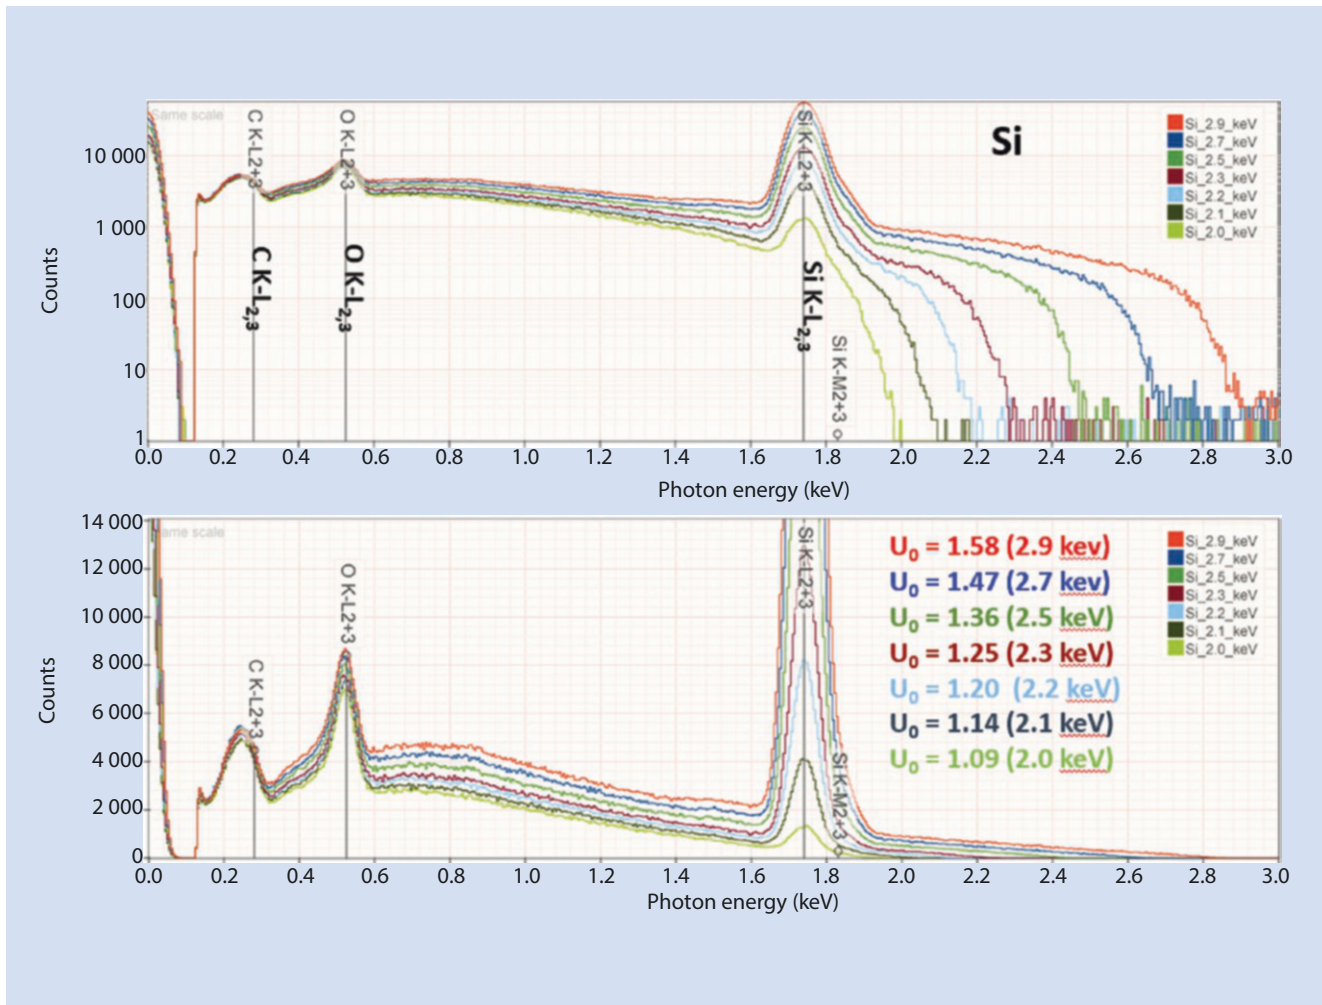 Same scale
C K-L2+3
O K-L2+3
Si K-L2+3
Si K-M2+3
C K-L2,3
O K-L2,3
Si K-L2,3
Si
Si_2.9_keV
Si_2.7_keV
Si_2.5_keV
Si_2.3_keV
Si_2.2_keV
Si_2.1_keV
Si_2.0_keV
Counts
10 000
1 000
100
10
1
0.0 0.2 0.4 0.6 0.8 1.0 1.2 1.4 1.6 1.8 2.0 2.2 2.4 2.6 2.8 3.0
Photon energy (keV)
ame scale
C K-L2+3
O K-L2+3
Si K-L2+3
Si K-M2+3
U0 = 1.58 (2.9 kev)
U0 = 1.47 (2.7 kev)
U0 = 1.36 (2.5 keV)
U0 = 1.25 (2.3 keV)
U0 = 1.20 (2.2 keV)
U0 = 1.14 (2.1 keV)
U0 = 1.09 (2.0 keV)
Si_2.9_keV
Si_2.7_keV
Si_2.5_keV
Si_2.3_keV
Si_2.2_keV
Si_2.1_keV
Si_2.0_keV
Counts
14 000
12 000
10 000
8 000
6 000
4 000
2 000
0
0.0 0.2 0.4 0.6 0.8 1.0 1.2 1.4 1.6 1.8 2.0 2.2 2.4 2.6 2.8 3.0
Photon energy (keV)